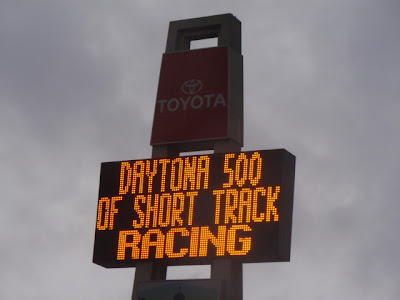 TOYOTA
DAYTONA 500
OF SHORT TRACK
RACING